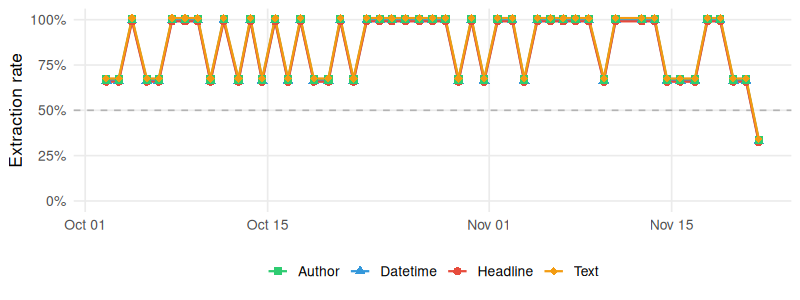 Extraction rate
100%
75%
50%
25%
0%
Oct 01 Oct 15 Nov 01 Nov 15
Author Datetime Headline Text